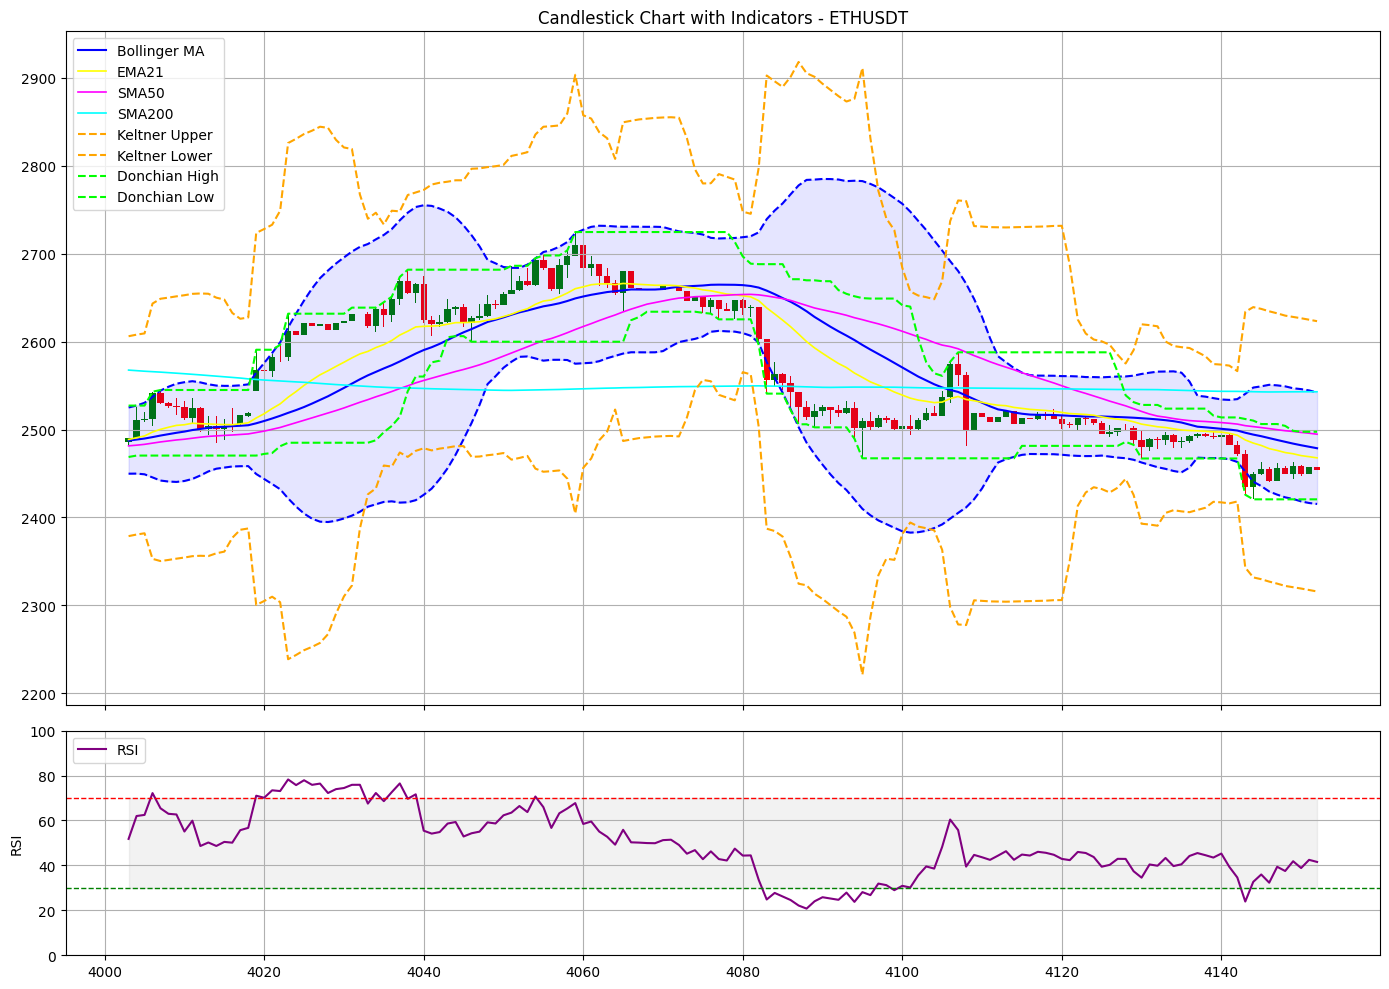 Candlestick Chart with Indicators - ETHUSDT
Bollinger MA
EMA21
SMA50
SMA200
Keltner Upper
Keltner Lower
Donchian High
Donchian Low
2900
2800
2700
2600
2500
2400
2300
2200
RSI
100
80
60
40
20
0
RSI
4000 4020 4040 4060 4080 4100 4120 4140